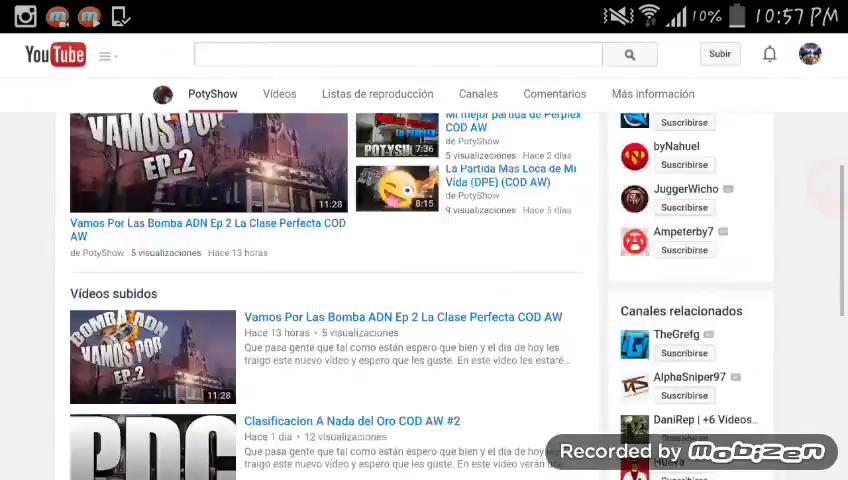 10% 10:57 PM
YouTube
Subir
PotyShow Vídeos Listas de reproducción Canales Comentarios Más información
VAMOS POR
EP.2
11:28
Vamos Por Las Bomba ADN Ep 2 La Clase Perfecta COD
AW
de PotyShow 5 visualizaciones Hace 13 horas
POTYSH
7:36
Mi mejor partida de Perplex
COD AW
de PotyShow
5 visualizaciones Hace 2 días
8:15
La Partida Mas Loca de Mi
Vida (DPE) (COD AW)
de PotyShow
9 visualizaciones Hace 5 días
Suscribirse
byNahuel
Suscribirse
JuggerWicho
Suscribirse
Ampeterby7
Suscribirse
Vídeos subidos
BOMBA ADN
VAMOS POR
EP.2
11:28
Vamos Por Las Bomba ADN Ep 2 La Clase Perfecta COD AW
Hace 13 horas • 5 visualizaciones
Que pasa gente que tal como están espero que bien y el dia de hoy les
traigo este nuevo vídeo y espero que les guste. En este video les estaré...
Clasificacion A Nada del Oro COD AW #2
Hace 1 día • 12 visualizaciones
Que pasa gente que tal como están espero que bien y el dia de hoy les
traigo este nuevo vídeo y espero que les guste. En este video verán
Canales relacionados
TheGrefg
Suscribirse
AlphaSniper97
Suscribirse
DaniRep | +6 Vídeos...
Recorded by mobizen